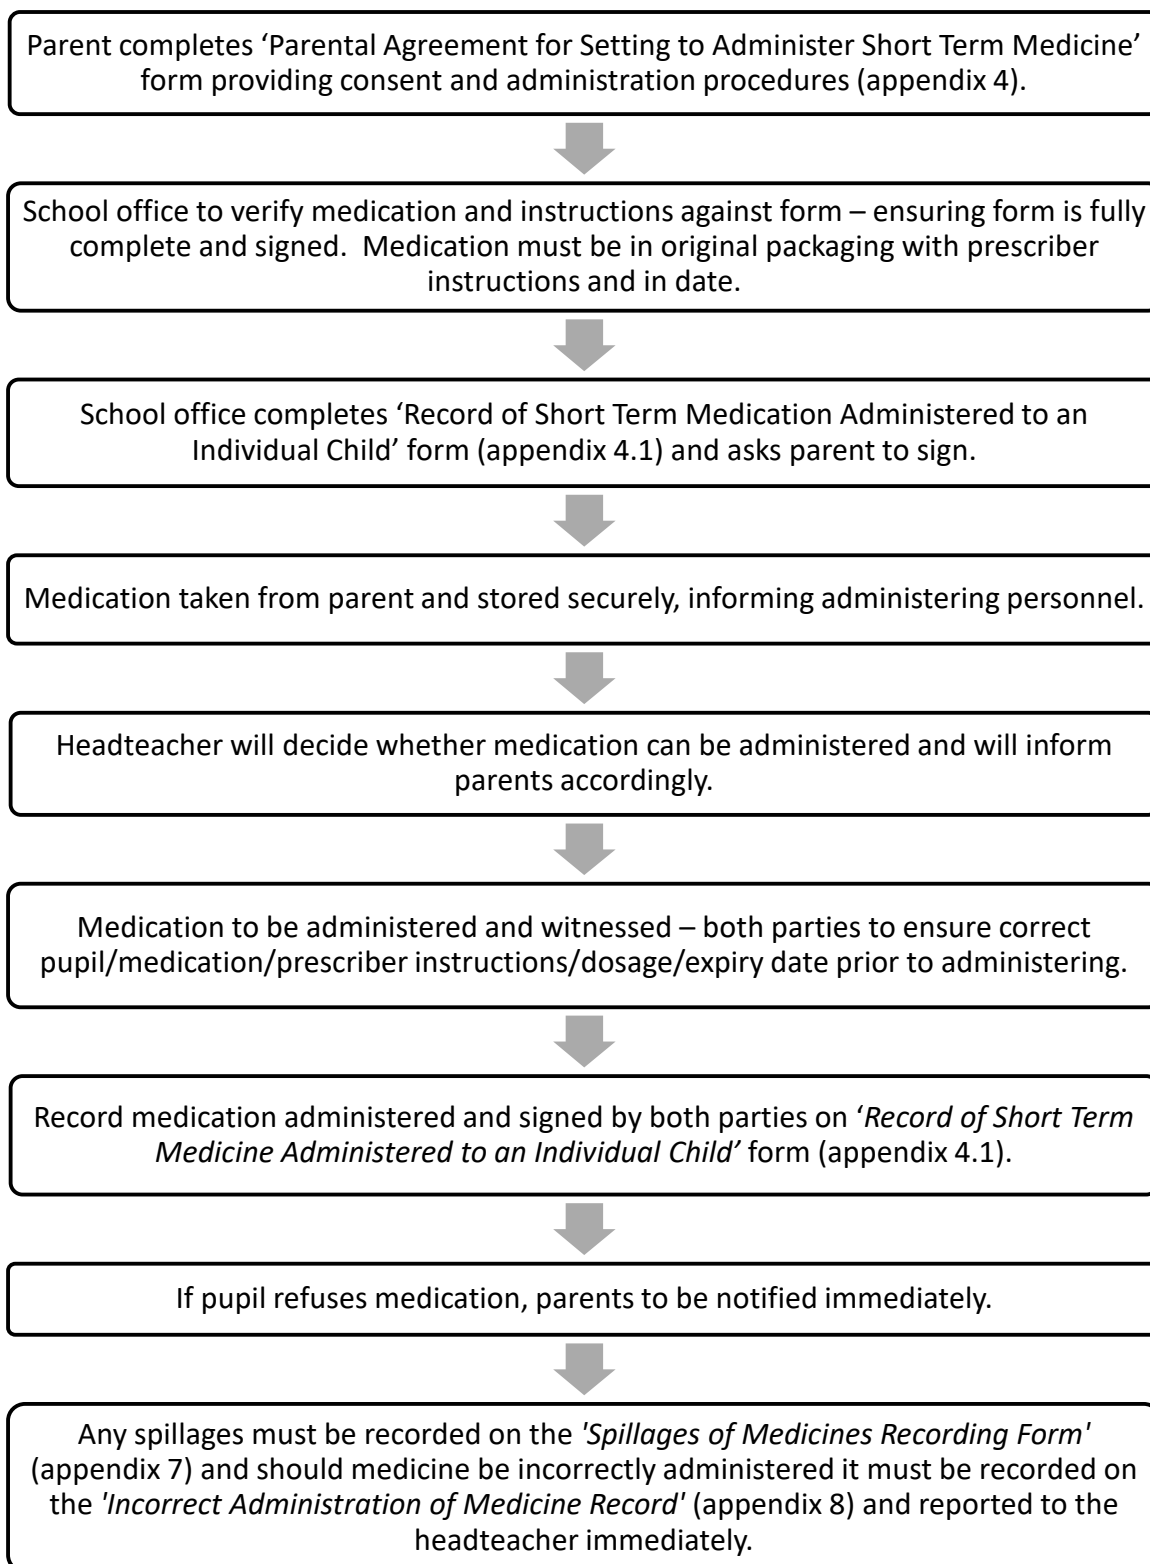 Parent completes ‘Parental Agreement for Setting to Administer Short Term Medicine’
form providing consent and administration procedures (appendix 4).
School office to verify medication and instructions against form – ensuring form is fully
complete and signed.  Medication must be in original packaging with prescriber
instructions and in date.
School office completes ‘Record of Short Term Medication Administered to an
Individual Child’ form (appendix 4.1) and asks parent to sign.
Medication taken from parent and stored securely, informing administering personnel.
Headteacher will decide whether medication can be administered and will inform
parents accordingly.
Medication to be administered and witnessed – both parties to ensure correct
pupil/medication/prescriber instructions/dosage/expiry date prior to administering.
Record medication administered and signed by both parties on ‘Record of Short Term
Medicine Administered to an Individual Child’ form (appendix 4.1).
If pupil refuses medication, parents to be notified immediately.
Any spillages must be recorded on the 'Spillages of Medicines Recording Form'
(appendix 7) and should medicine be incorrectly administered it must be recorded on
the 'Incorrect Administration of Medicine Record' (appendix 8) and reported to the
headteacher immediately.